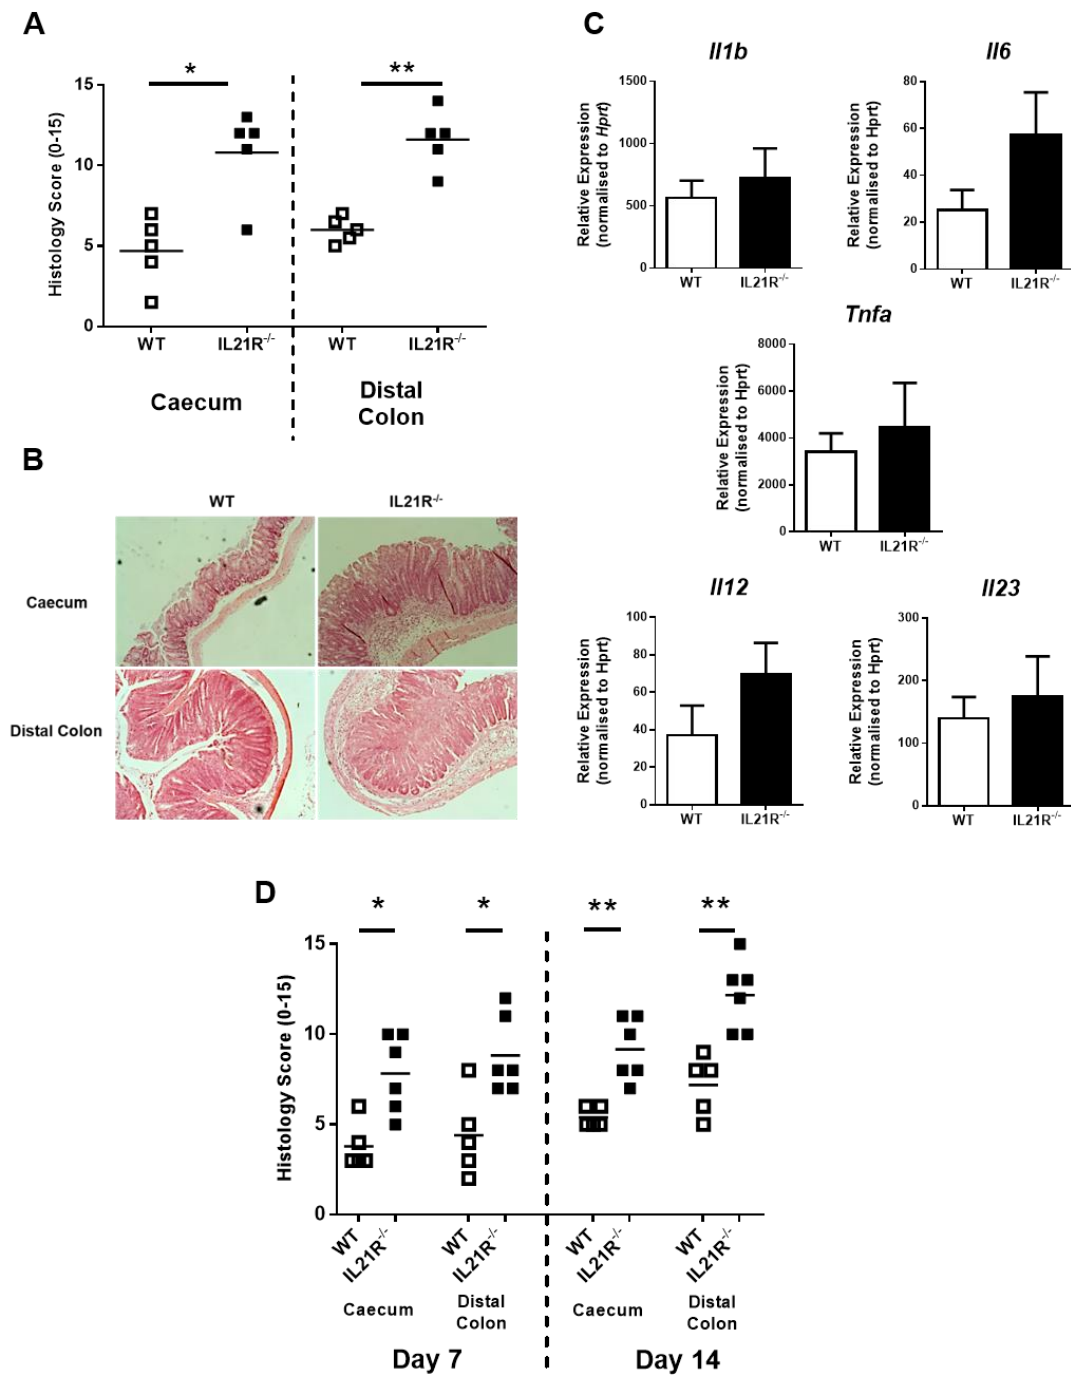 A
*
**
15
10
5
0
Histology Score (0-15)
WT
IL21R-/-
WT
IL21R-/-
Caecum
Distal
Colon
B
WT
IL21R-/-
Caecum
Distal Colon
C
Il1b
1500
1000
500
0
Relative Expression
(normalised to Hprt)
WT
IL21R-/-
Il6
80
60
40
20
0
Relative Expression
(normalised to Hprt)
WT
IL21R-/-
Tnfa
8000
6000
4000
2000
0
Relative Expression
(normalised to Hprt)
WT
IL21R-/-
Il12
100
80
60
40
20
0
Relative Expression
(normalised to Hprt)
WT
IL21R-/-
Il23
300
200
100
0
Relative Expression
(normalised to Hprt)
WT
IL21R-/-
D
*
*
**
**
15
10
5
0
Histology Score (0-15)
WT
IL21R-/-
WT
IL21R-/-
WT
IL21R-/-
WT
IL21R-/-
Caecum
Distal
Colon
Caecum
Distal
Colon
Day 7
Day 14